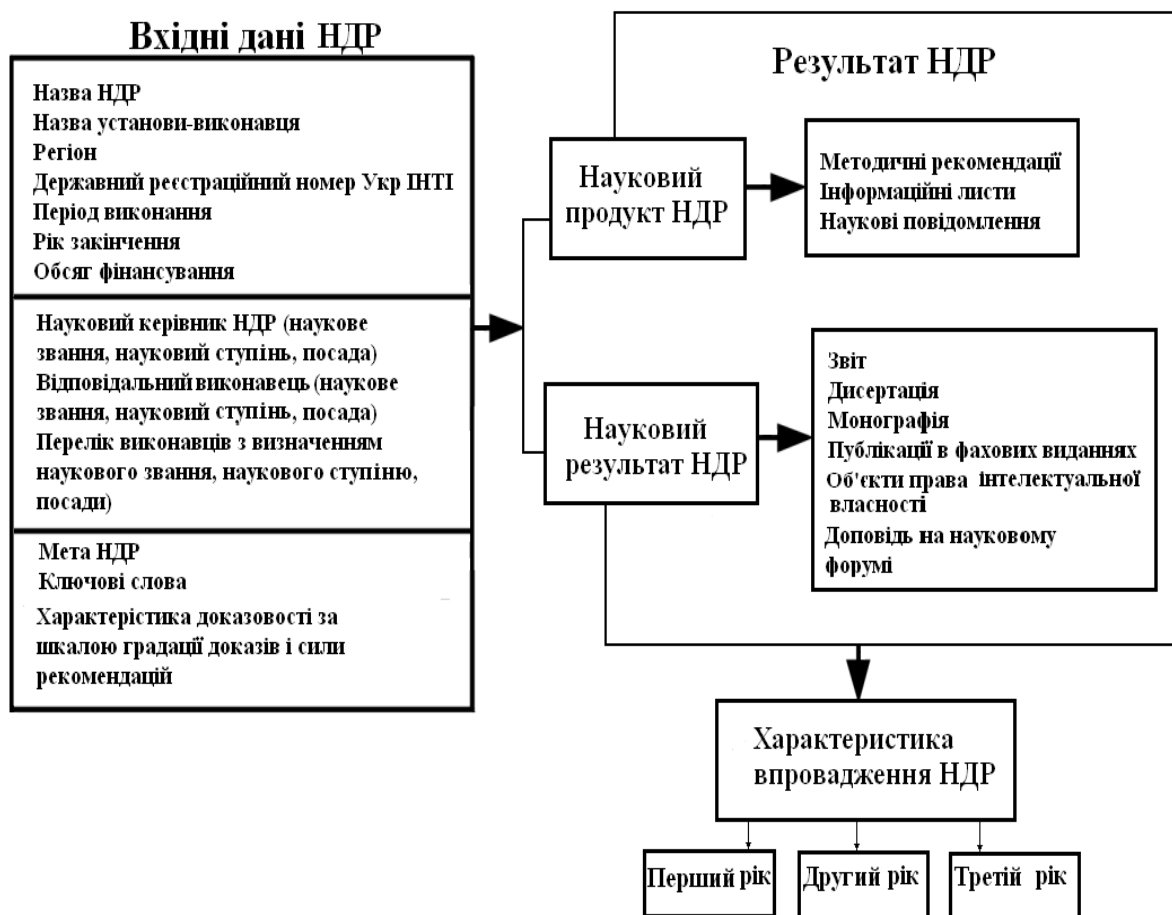 Вхідні дані НДР
Назва НДР
Назва установи-виконавця
Регіон
Державний реєстраційний номер Укр ІНТІ
Період виконання
Рік закінчення
Обсяг фінансування
Науковий керівник НДР (наукове
звання, науковий ступінь, посада)
Відповідальний виконавець (наукове
звання, науковий ступінь, посада)
Перелік виконавців з визначенням
наукового звання, наукового ступіню,
посади)
Мета НДР
Ключові слова
Характерістика доказовості за
шкалою градації доказів і сили
рекомендацій
Результат НДР
Науковий
продукт НДР
Методичні рекомендації
Інформаційні листи
Наукові повідомлення
Науковий
результат НДР
Звіт
Дисертація
Монографія
Публікації в фахових виданнях
Об'єкти права інтелектуальної
власності
Доповідь на науковому
форумі
Характеристика
впровадження НДР
Перший рік
Другий рік
Третій рік